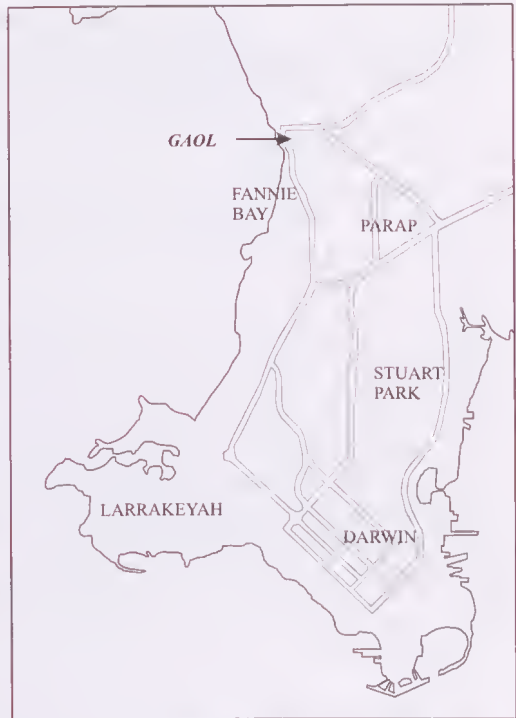 GAOL
FANNIE
BAY
PARAP
STUART
PARK
LARRAKEYAH
DARWIN